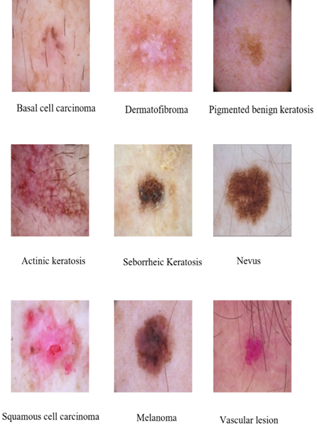 Basal cell carcinoma
Dermatofibroma
Pigmented benign keratosis
Actinic keratosis
Seborrheic Keratosis
Nevus
Squamous cell carcinoma
Melanoma
Vascular lesion